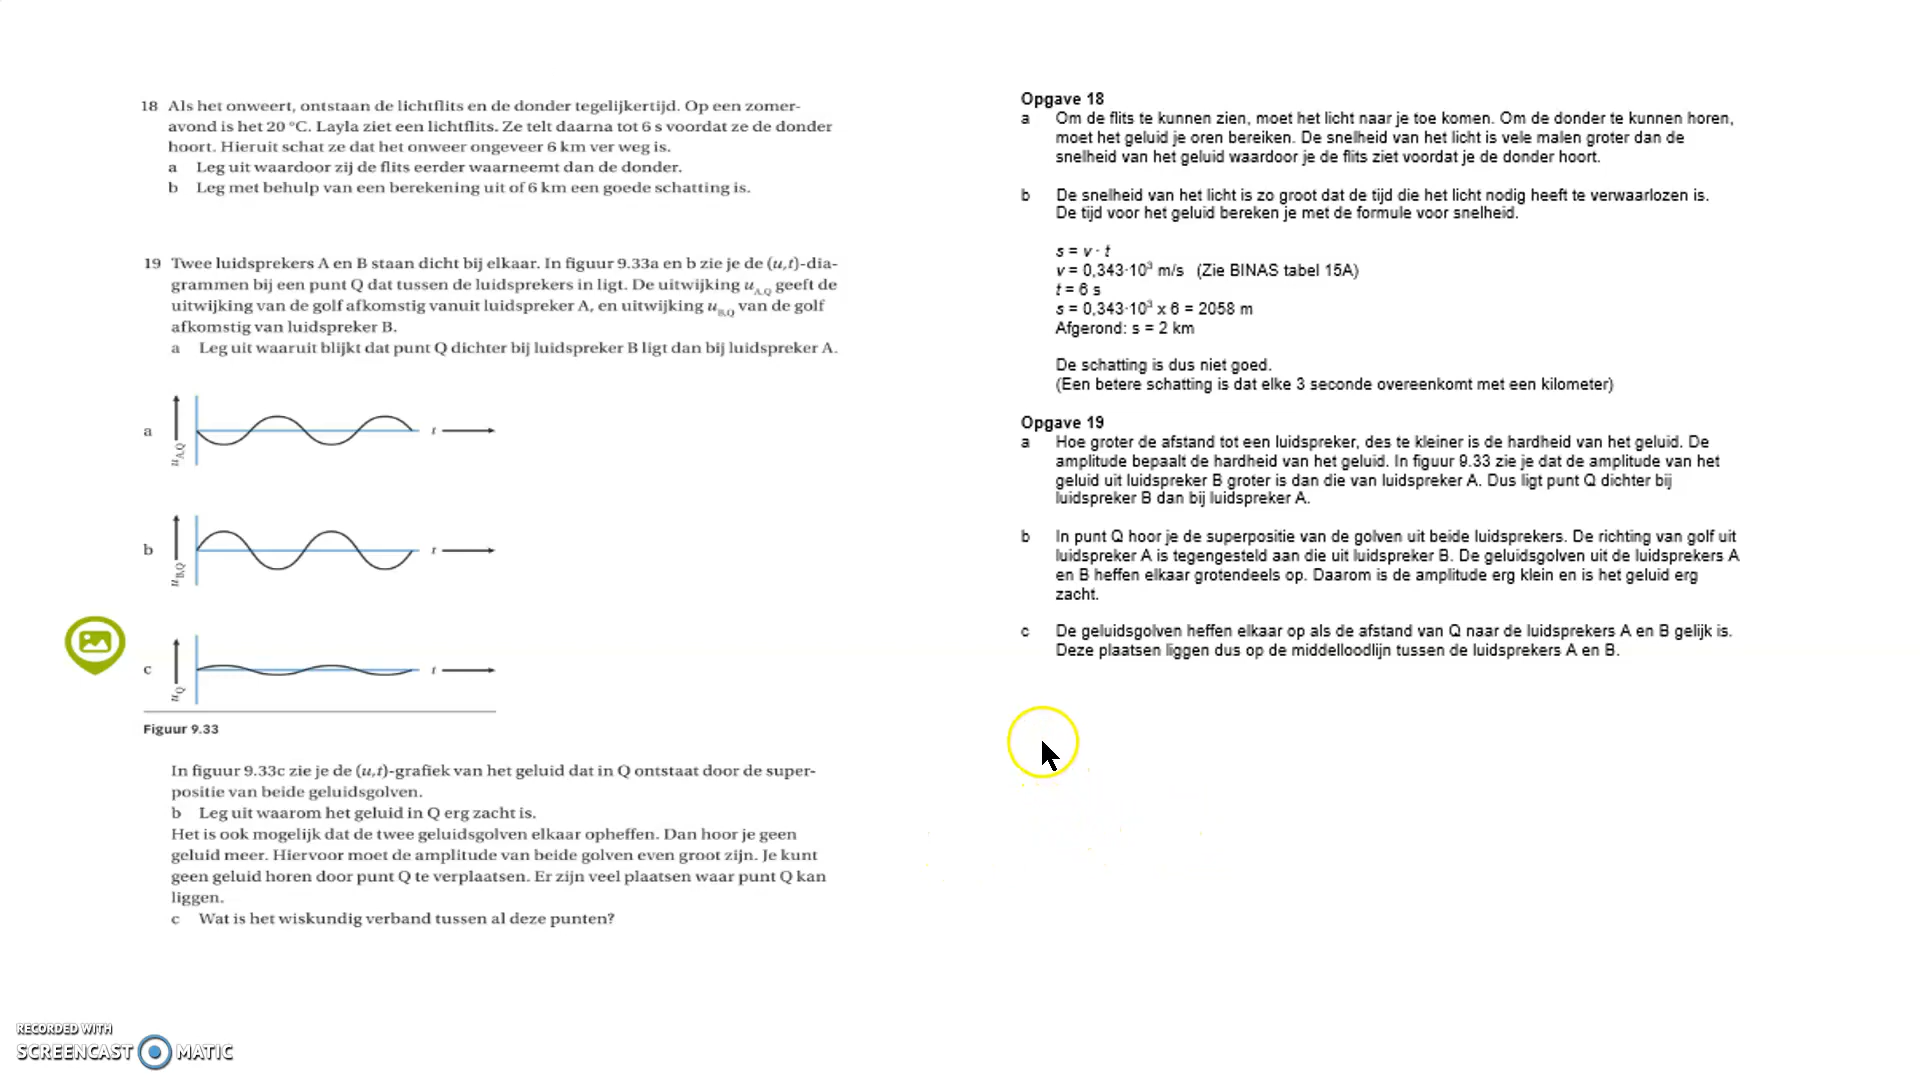 18 Als het onweert, ontstaan de lichtflits en de donder tegelijkertijd. Op een zomer-
avond is het 20 °C. Layla ziet een lichtflits. Ze telt daarna tot 6 s voordat ze de donder
hoort. Hieruit schat ze dat het onweer ongeveer 6 km ver weg is.
a Leg uit waardoor zij de flits eerder waarneemt dan de donder.
b Leg met behulp van een berekening uit of 6 km een goede schatting is.
19 Twee luidsprekers A en B staan dicht bij elkaar. In figuur 9.33a en b zie je de (u,t)-dia-
grammen bij een punt Q dat tussen de luidsprekers in ligt. De uitwijking u_A,Q geeft de
uitwijking van de golf afkomstig vanuit luidspreker A, en uitwijking u_B,Q van de golf
afkomstig van luidspreker B.
a Leg uit waaruit blijkt dat punt Q dichter bij luidspreker B ligt dan bij luidspreker A.
a u_A,Q t
b u_B,Q t
c u_Q t
Figuur 9.33
In figuur 9.33c zie je de (u,t)-grafiek van het geluid dat in Q ontstaat door de super-
positie van beide geluidsgolven.
b Leg uit waarom het geluid in Q erg zacht is.
Het is ook mogelijk dat de twee geluidsgolven elkaar opheffen. Dan hoor je geen
geluid meer. Hiervoor moet de amplitude van beide golven even groot zijn. Je kunt
geen geluid horen door punt Q te verplaatsen. Er zijn veel plaatsen waar punt Q kan
liggen.
c Wat is het wiskundig verband tussen al deze punten?
Opgave 18
a Om de flits te kunnen zien, moet het licht naar je toe komen. Om de donder te kunnen horen,
moet het geluid je oren bereiken. De snelheid van het licht is vele malen groter dan de
snelheid van het geluid waardoor je de flits ziet voordat je de donder hoort.
b De snelheid van het licht is zo groot dat de tijd die het licht nodig heeft te verwaarlozen is.
De tijd voor het geluid bereken je met de formule voor snelheid.
s = v · t
v = 0,343·10³ m/s (Zie BINAS tabel 15A)
t = 6 s
s = 0,343·10³ x 6 = 2058 m
Afgerond: s = 2 km
De schatting is dus niet goed.
(Een betere schatting is dat elke 3 seconde overeenkomt met een kilometer)
Opgave 19
a Hoe groter de afstand tot een luidspreker, des te kleiner is de hardheid van het geluid. De
amplitude bepaalt de hardheid van het geluid. In figuur 9.33 zie je dat de amplitude van het
geluid uit luidspreker B groter is dan die van luidspreker A. Dus ligt punt Q dichter bij
luidspreker B dan bij luidspreker A.
b In punt Q hoor je de superpositie van de golven uit beide luidsprekers. De richting van golf uit
luidspreker A is tegengesteld aan die uit luidspreker B. De geluidsgolven uit de luidsprekers A
en B heffen elkaar grotendeels op. Daarom is de amplitude erg klein en is het geluid erg
zacht.
c De geluidsgolven heffen elkaar op als de afstand van Q naar de luidsprekers A en B gelijk is.
Deze plaatsen liggen dus op de middelloodlijn tussen de luidsprekers A en B.
RECORDED WITH
SCREENCAST MATIC